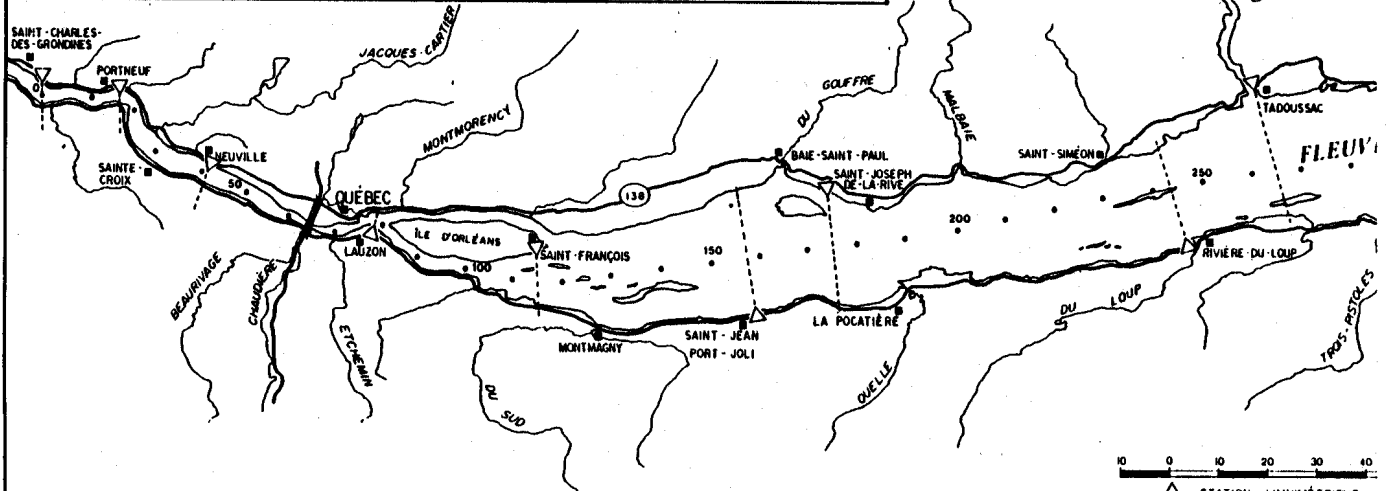 SAINT-CHARLES-
DES-GRONDINES
PORTNEUF
JACQUES-CARTIER
0
SAINTE-
CROIX
NEUVILLE
50
QUÉBEC
MONTMORENCY
LAUZON
ÎLE D'ORLÉANS
SAINT-FRANÇOIS
100
BEAURIVAGE
CHAUDIÈRE
ETCHEMIN
MONTMAGNY
DU SUD
138
DU
GOUFFRE
BAIE-SAINT-PAUL
SAINT-JOSEPH
DE-LA-RIVE
MALBAIE
150
SAINT-JEAN
PORT-JOLI
LA POCATIÈRE
OUELLE
200
SAINT-SIMÉON
TADOUSSAC
250
RIVIÈRE-DU-LOUP
DU LOUP
TROIS-PISTOLES
10 0 10 20 30 40